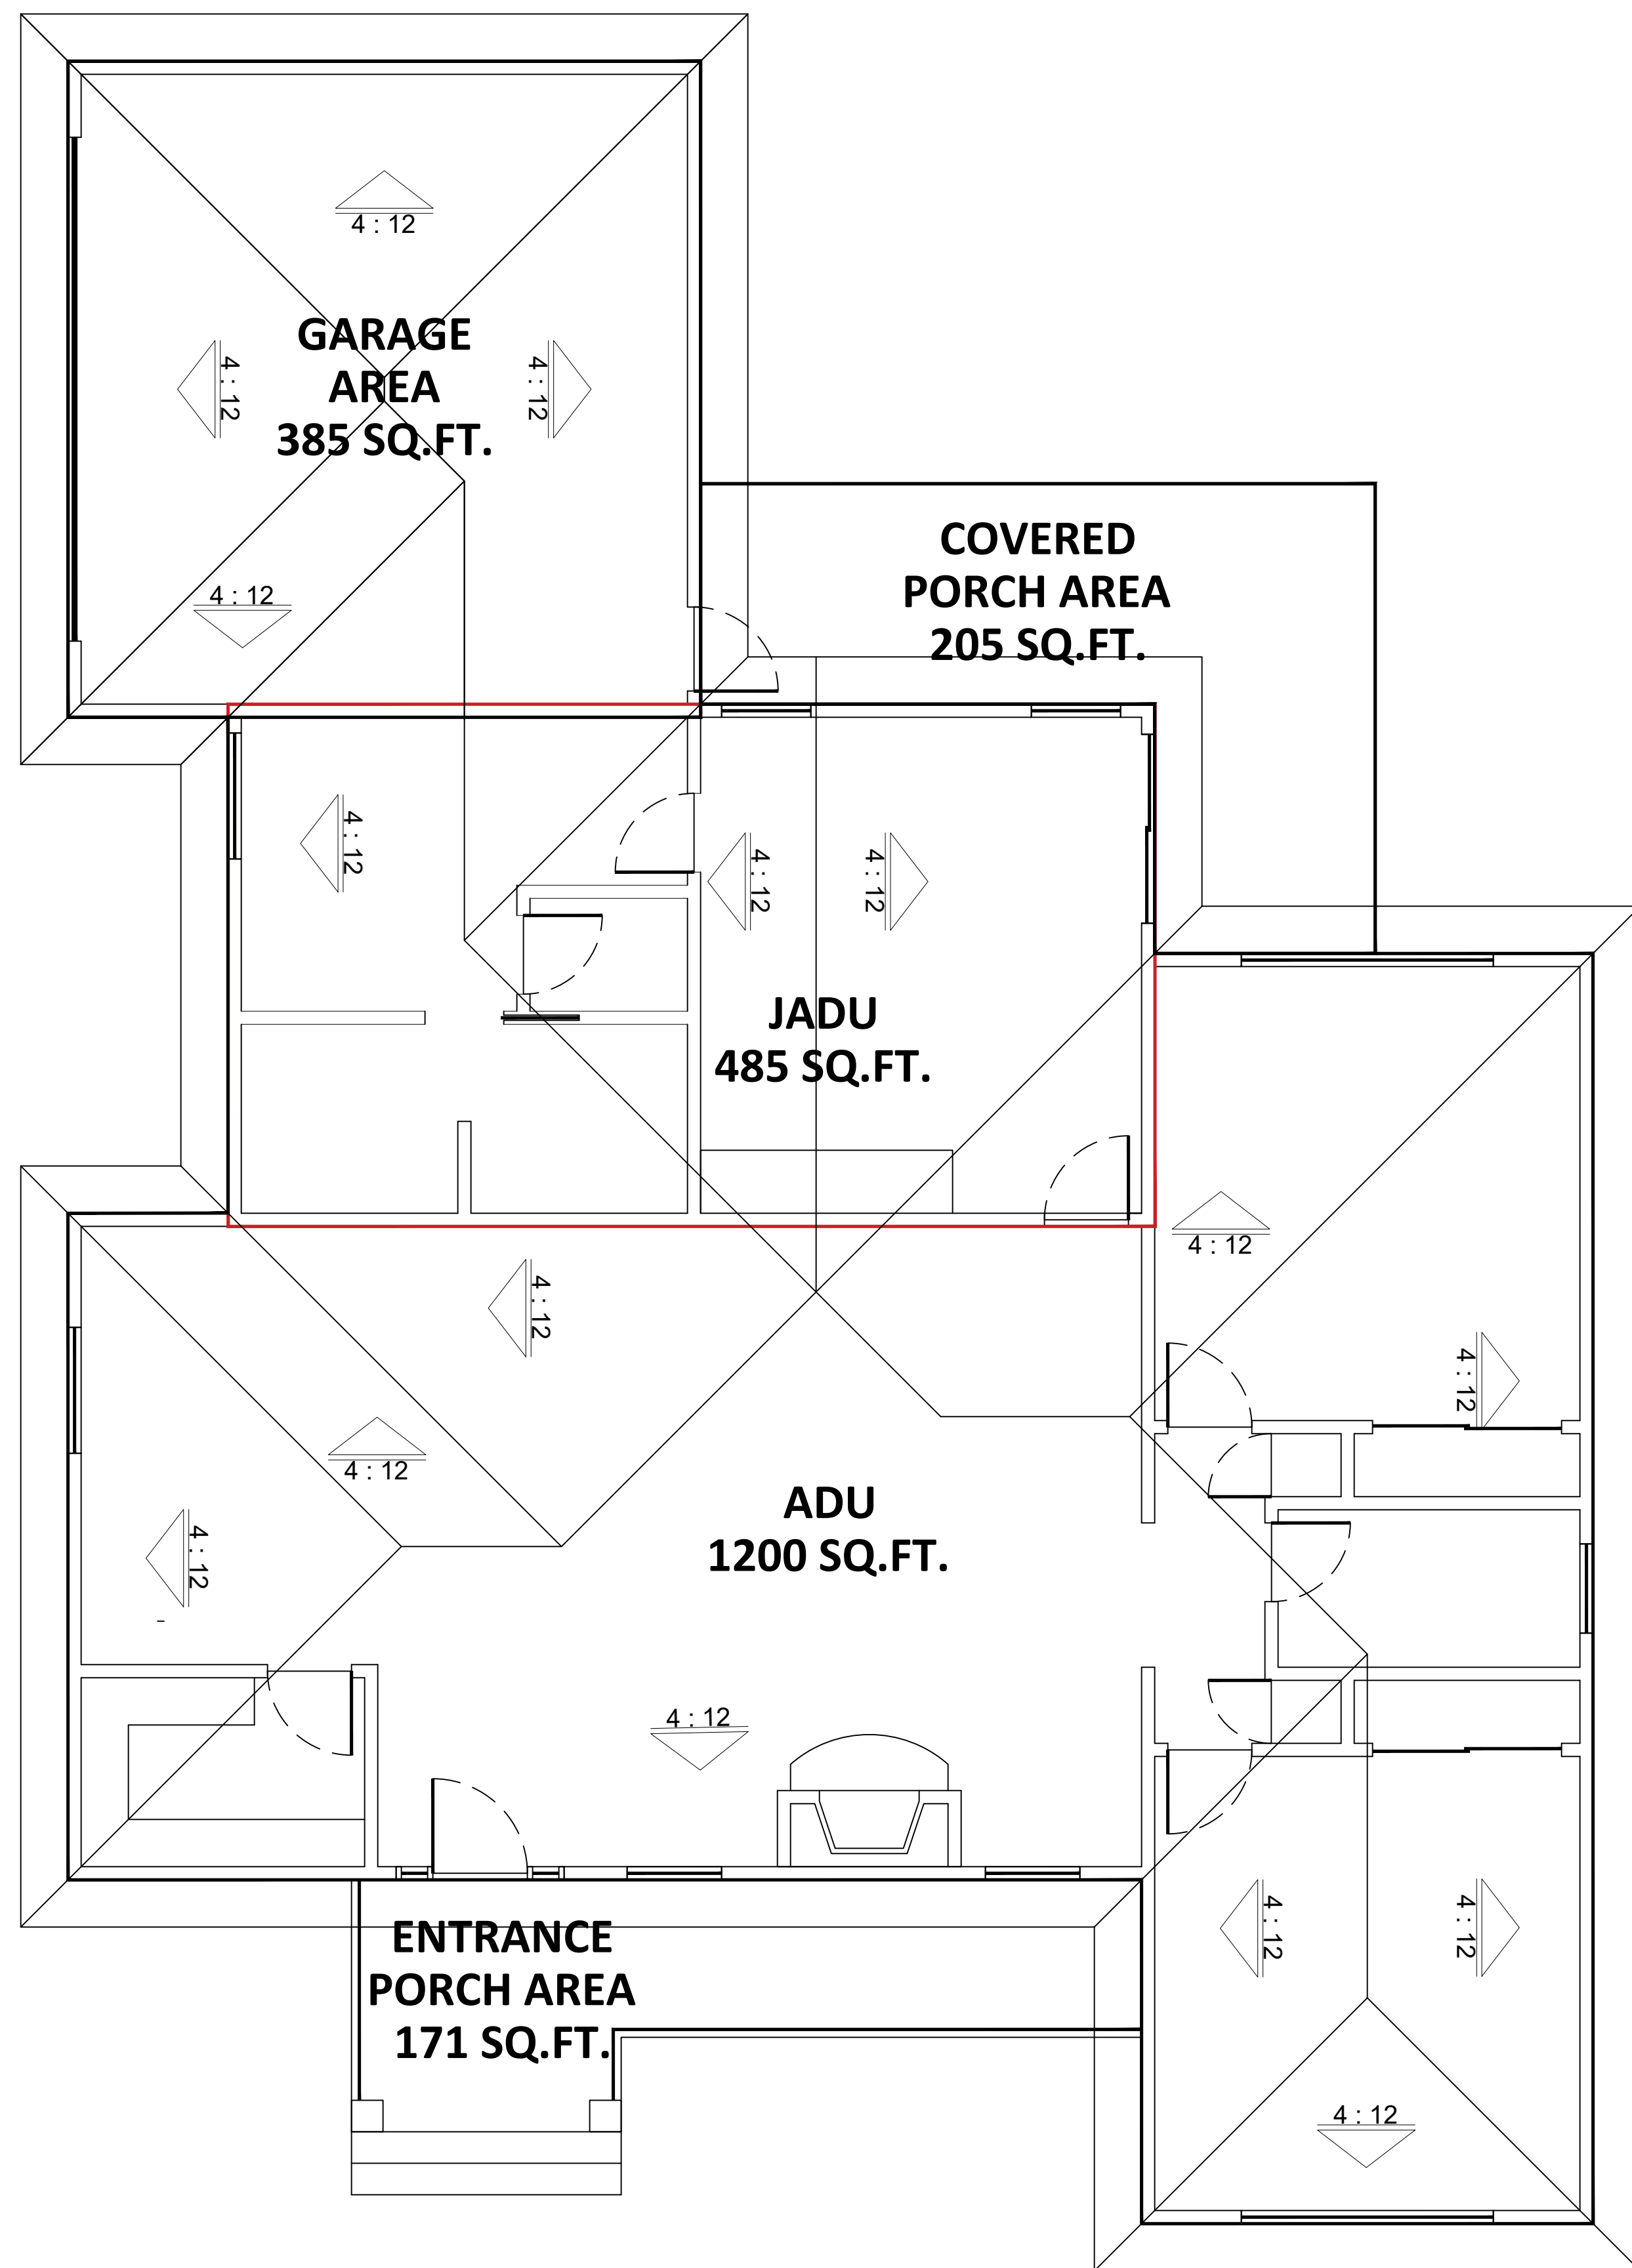 4 : 12
GARAGE
AREA
385 SQ.FT.
4 : 12
4 : 12
4 : 12
COVERED
PORCH AREA
205 SQ.FT.
4 : 12
4 : 12
4 : 12
JADU
485 SQ.FT.
4 : 12
4 : 12
4 : 12
4 : 12
4 : 12
ADU
1200 SQ.FT.
4 : 12
ENTRANCE
PORCH AREA
171 SQ.FT.
4 : 12
4 : 12
4 : 12